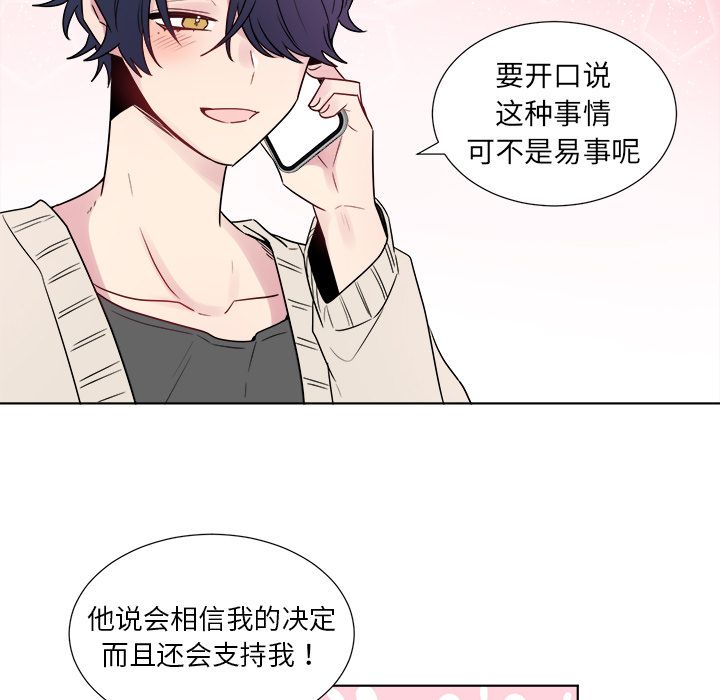 要开口说
这种事情
可不是易事呢
他说会相信我的决定
而且还会支持我！